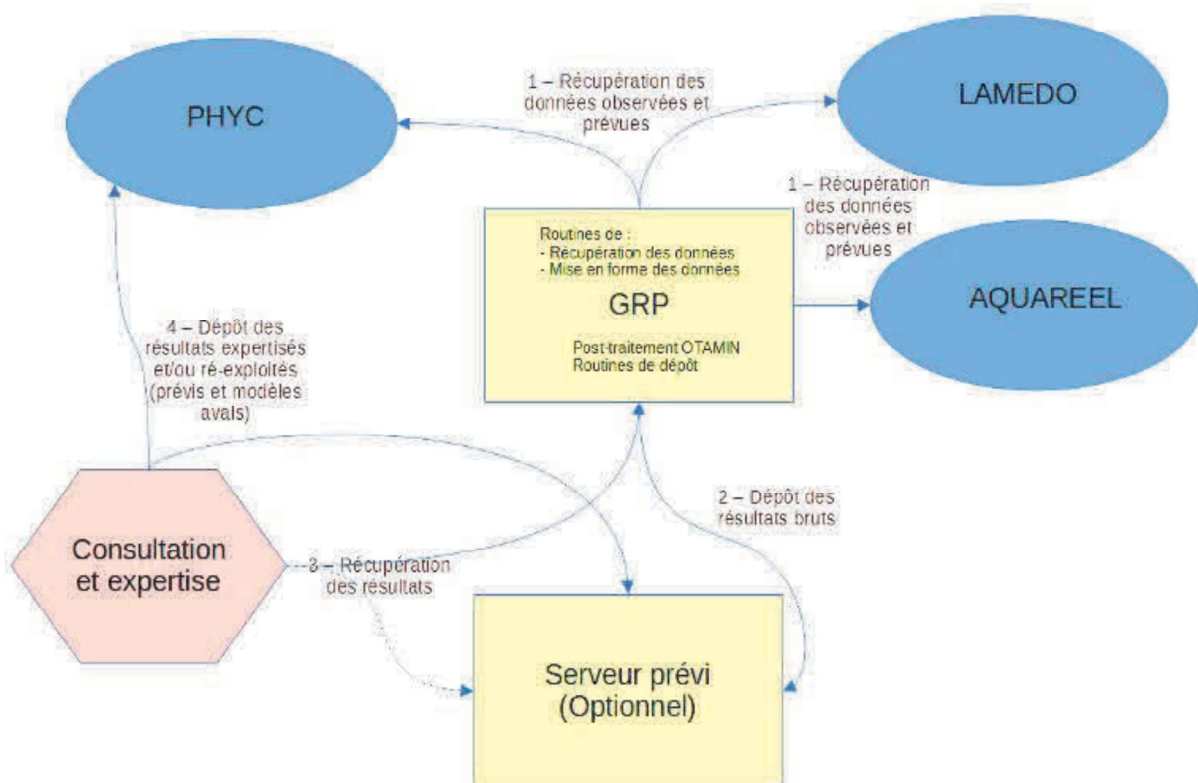 PHYC
1 – Récupération des
données observées et
prévues
LAMEDO
1 – Récupération
des données
observées et
prévues
Routines de :
- Récupération des données
- Mise en forme des données
GRP
Post-traitement OTAMIN
Routines de dépôt
AQUAREEL
4 – Dépôt des
résultats expertisés
et/ou ré-exploités
(prévis et modèles
avals)
2 – Dépôt des
résultats bruts
Consultation
et expertise
3 – Récupération
des résultats
Serveur prévi
(Optionnel)